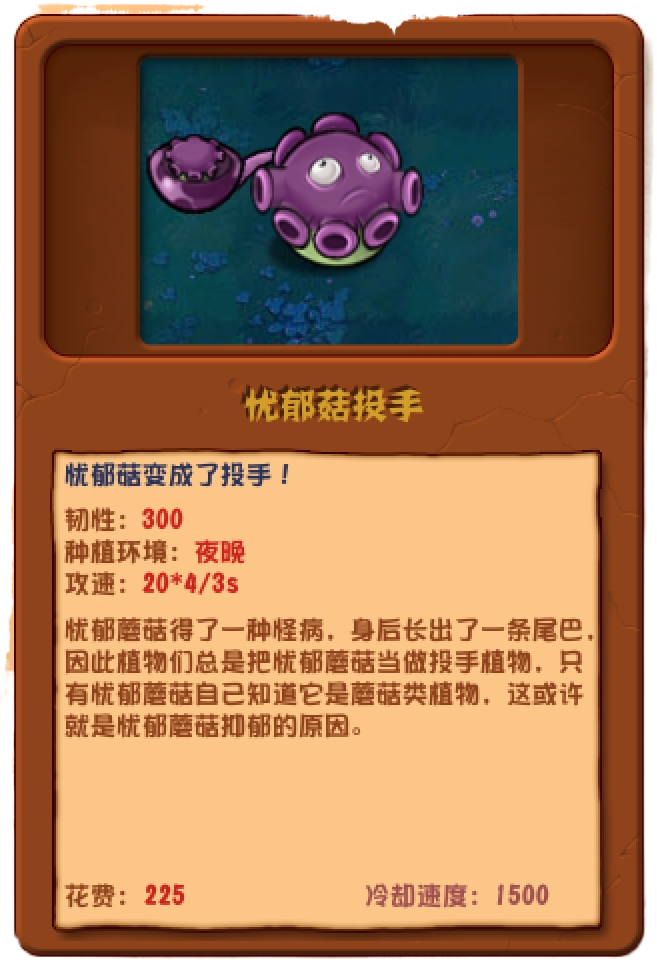 忧郁菇投手
忧郁菇变成了投手！
韧性：300
种植环境：夜晚
攻速：20*4/3s
忧郁蘑菇得了一种怪病，身后长出了一条尾巴，
因此植物们总是把忧郁蘑菇当做投手植物，只
有忧郁蘑菇自己知道它是蘑菇类植物，这或许
就是忧郁蘑菇抑郁的原因。
花费：225
冷却速度：1500